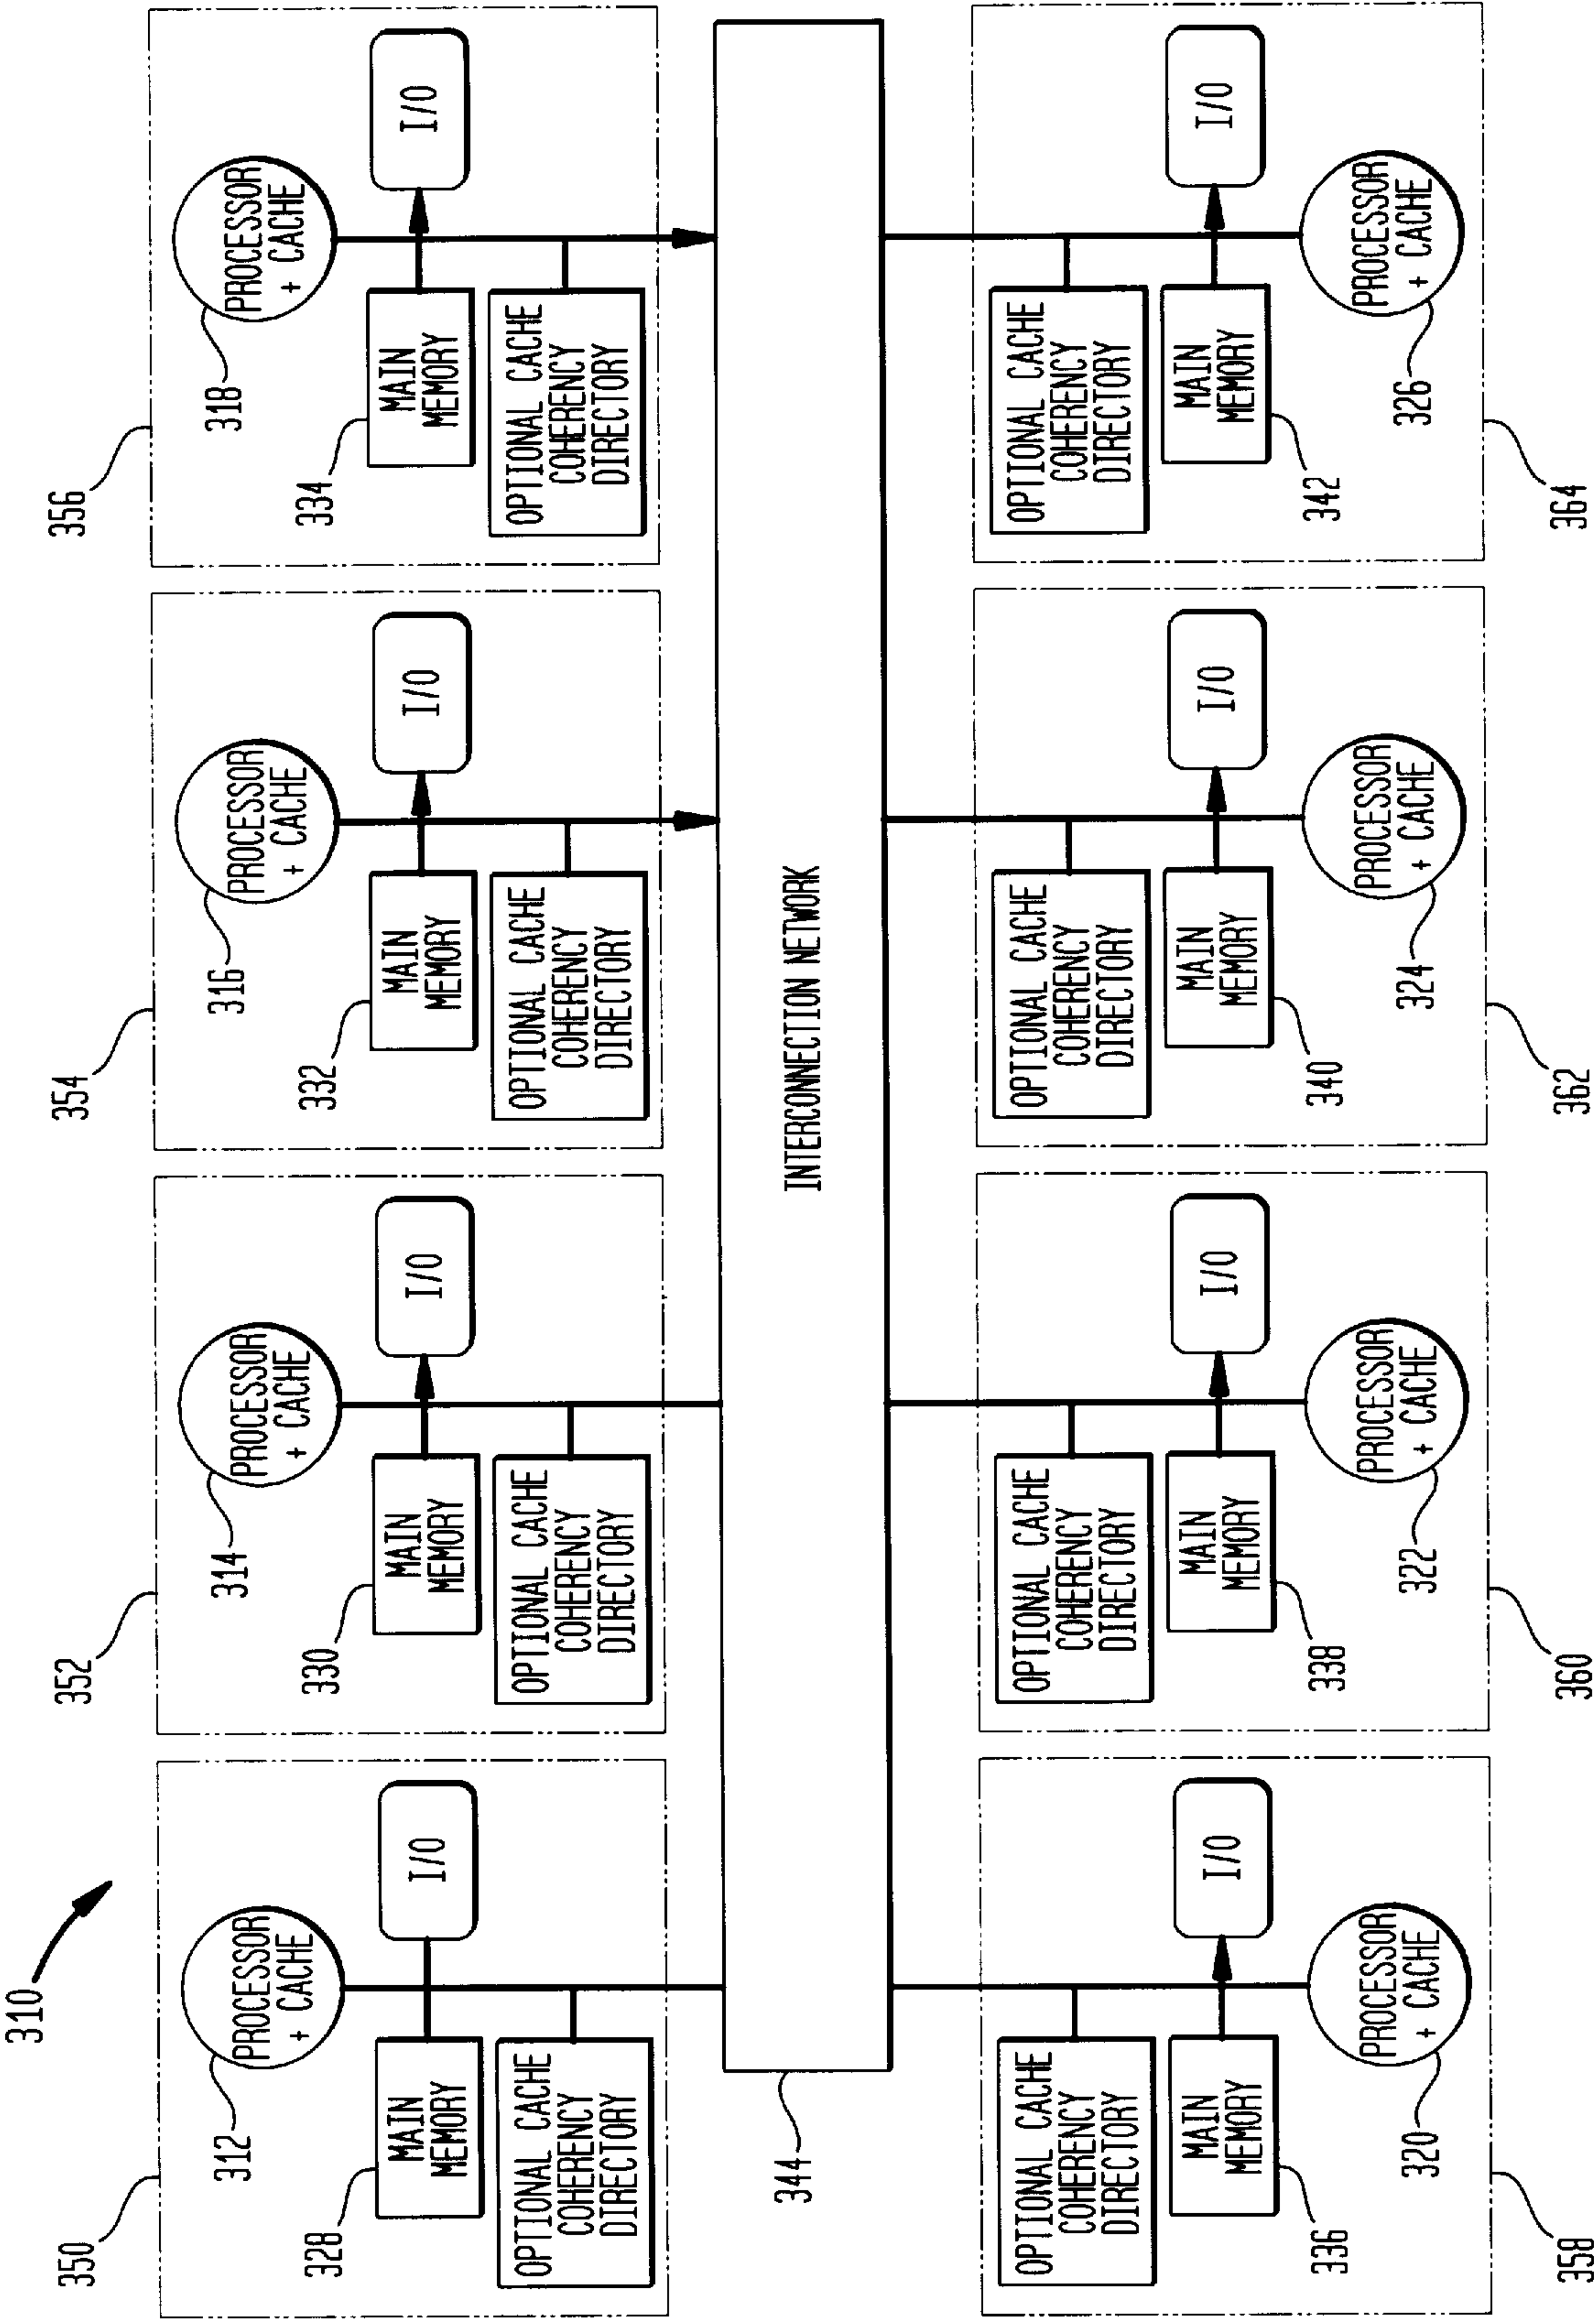 310
350
352
354
356
312
PROCESSOR
+ CACHE
314
PROCESSOR
+ CACHE
316
PROCESSOR
+ CACHE
318
PROCESSOR
+ CACHE
328
MAIN
MEMORY
I/O
330
MAIN
MEMORY
I/O
332
MAIN
MEMORY
I/O
334
MAIN
MEMORY
I/O
OPTIONAL CACHE
COHERENCY
DIRECTORY
OPTIONAL CACHE
COHERENCY
DIRECTORY
OPTIONAL CACHE
COHERENCY
DIRECTORY
OPTIONAL CACHE
COHERENCY
DIRECTORY
344
INTERCONNECTION NETWORK
OPTIONAL CACHE
COHERENCY
DIRECTORY
OPTIONAL CACHE
COHERENCY
DIRECTORY
OPTIONAL CACHE
COHERENCY
DIRECTORY
OPTIONAL CACHE
COHERENCY
DIRECTORY
MAIN
MEMORY
336
I/O
MAIN
MEMORY
338
I/O
MAIN
MEMORY
340
I/O
MAIN
MEMORY
342
I/O
PROCESSOR
+ CACHE
320
PROCESSOR
+ CACHE
322
PROCESSOR
+ CACHE
324
PROCESSOR
+ CACHE
326
358
360
362
364